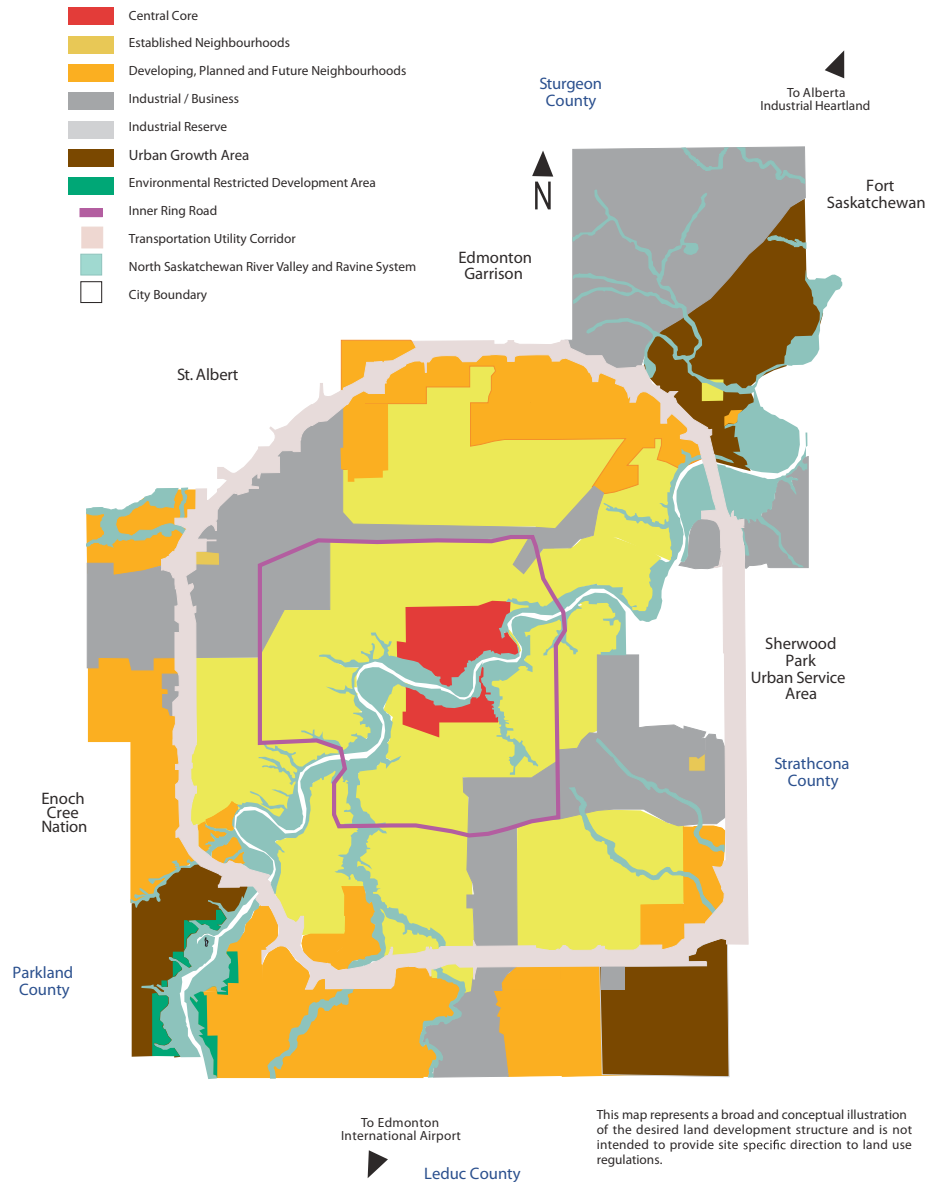 Central Core
Established Neighbourhoods
Developing, Planned and Future Neighbourhoods
Industrial / Business
Industrial Reserve
Urban Growth Area
Environmental Restricted Development Area
Inner Ring Road
Transportation Utility Corridor
North Saskatchewan River Valley and Ravine System
City Boundary
Sturgeon
County
To Alberta
Industrial Heartland
N
Fort
Saskatchewan
Edmonton
Garrison
St. Albert
Sherwood
Park
Urban Service
Area
Strathcona
County
Enoch
Cree
Nation
Parkland
County
To Edmonton
International Airport
Leduc County
This map represents a broad and conceptual illustration
of the desired land development structure and is not
intended to provide site specific direction to land use
regulations.